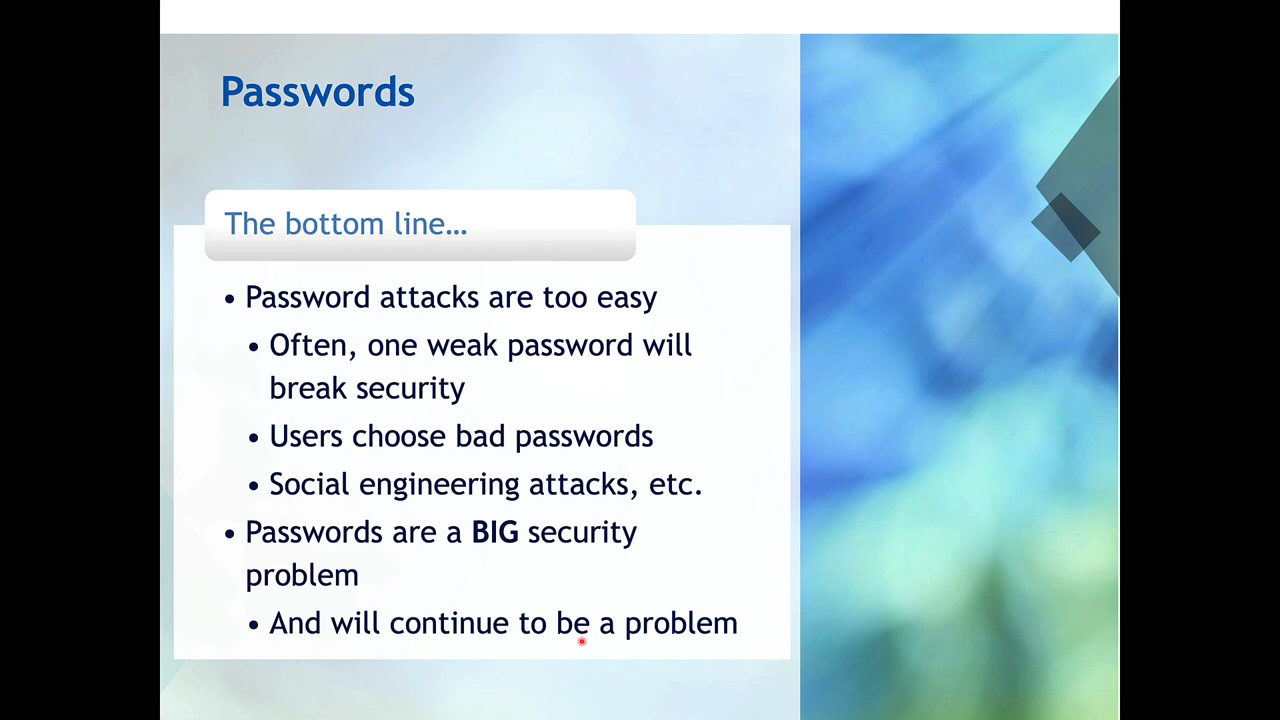 Passwords
The bottom line…
• Password attacks are too easy
• Often, one weak password will
break security
• Users choose bad passwords
• Social engineering attacks, etc.
• Passwords are a BIG security
problem
• And will continue to be a problem